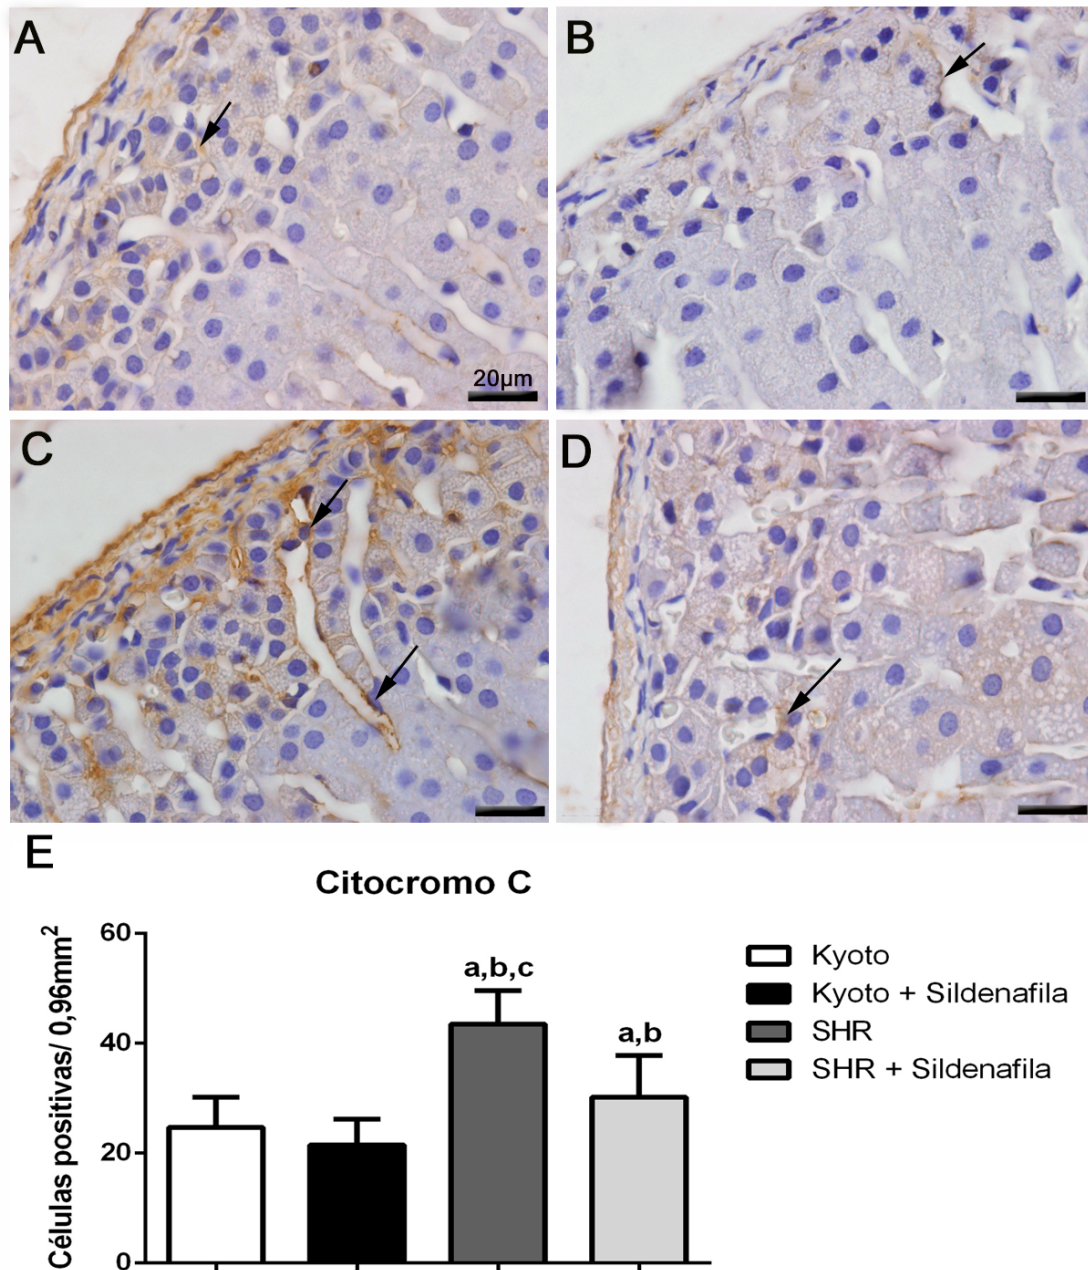 A
B
20µm
C
D
E
Citocromo C
Células positivas/ 0,96mm²
60
40
20
0
a,b,c
a,b
Kyoto
Kyoto + Sildenafila
SHR
SHR + Sildenafila